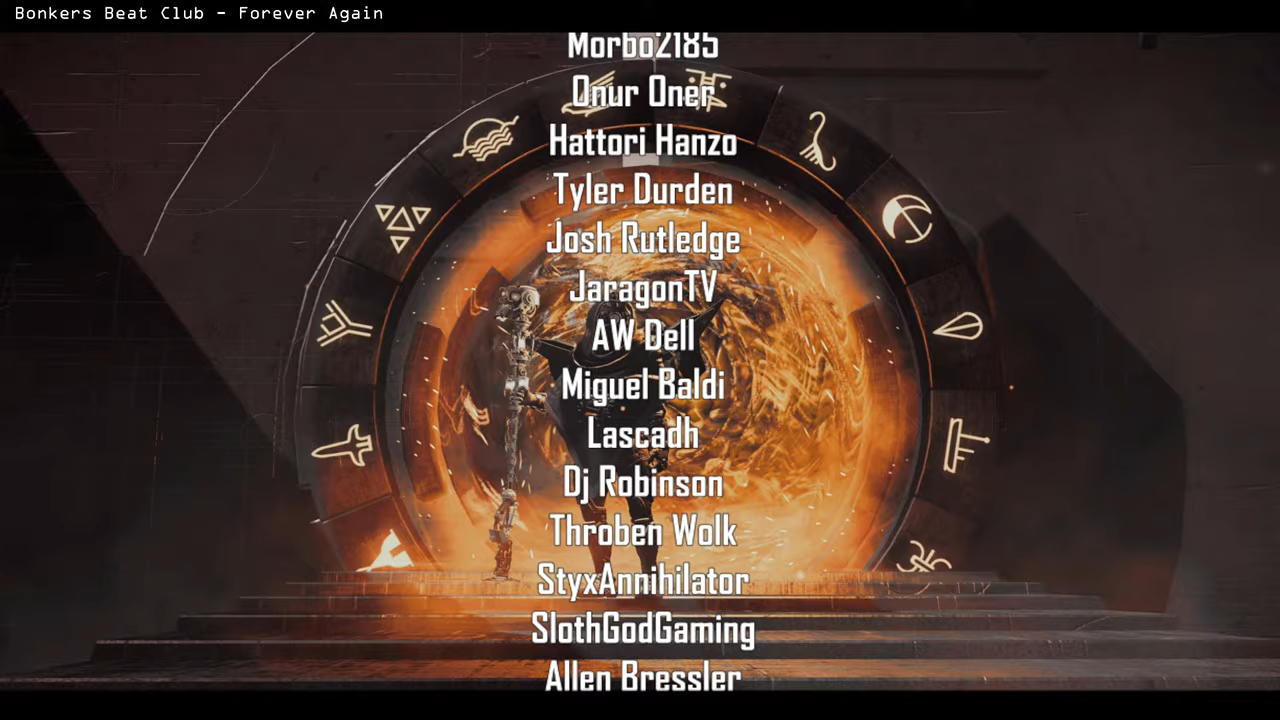 Bonkers Beat Club - Forever Again
Morbo2185
Onur Oner
Hattori Hanzo
Tyler Durden
Josh Rutledge
JaragonTV
AW Dell
Miguel Baldi
Lascadh
Dj Robinson
Throben Wolk
StyxAnnihilator
SlothGodGaming
Allen Bressler